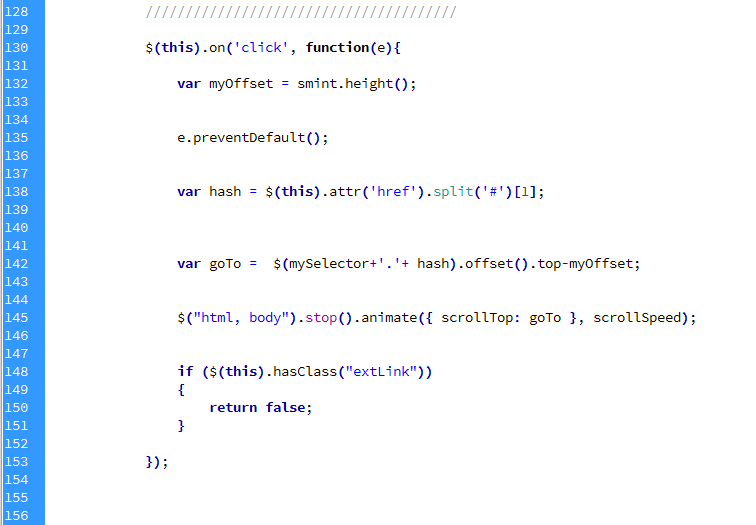 128 ///////////////////////////////////////
129
130 $(this).on('click', function(e){
131
132 var myOffset = smint.height();
133
134
135 e.preventDefault();
136
137
138 var hash = $(this).attr('href').split('#')[1];
139
140
141
142 var goTo =  $(mySelector+'.'+ hash).offset().top-myOffset;
143
144
145 $("html, body").stop().animate({ scrollTop: goTo }, scrollSpeed);
146
147
148 if ($(this).hasClass("extLink"))
149 {
150 return false;
151 }
152
153 });
154
155
156